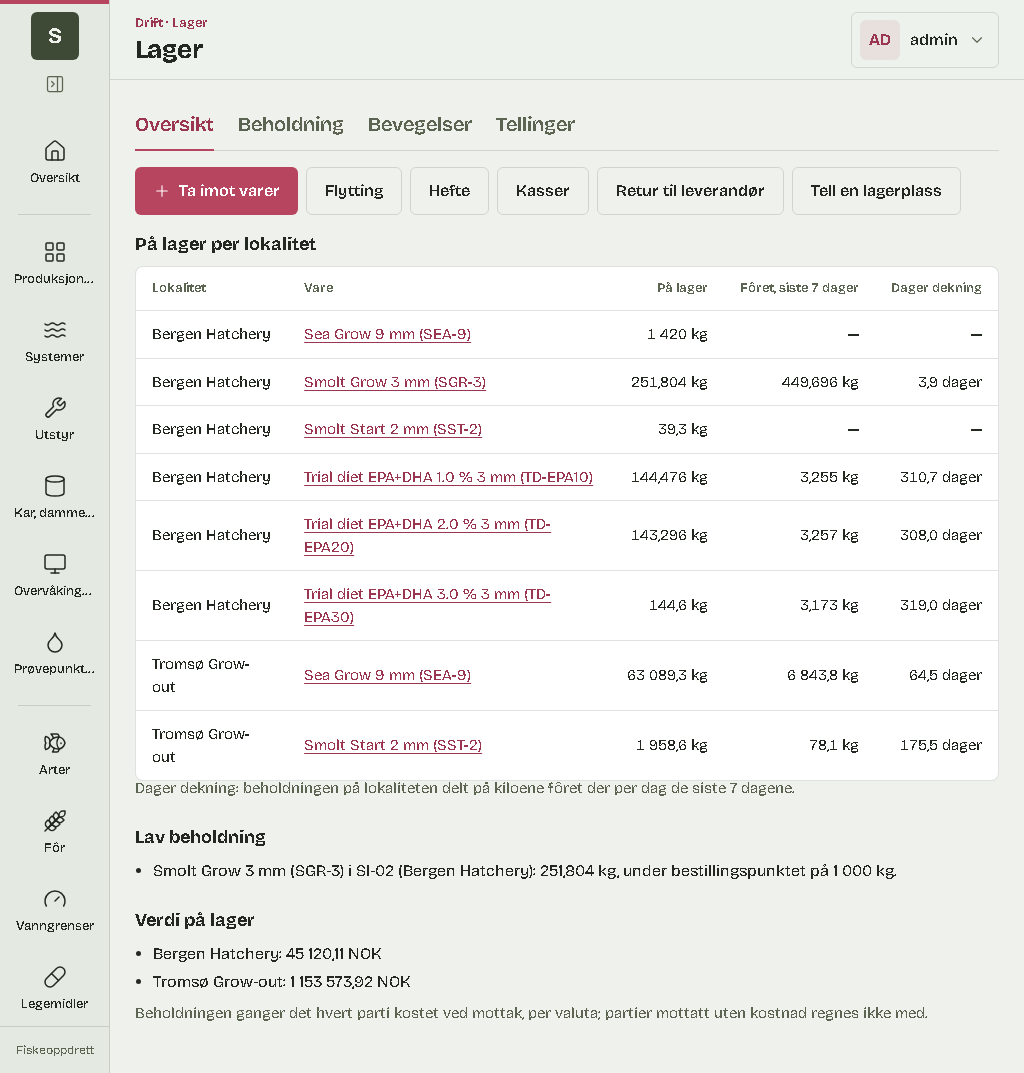 S
Drift · Lager
Lager
AD admin
Oversikt
Produksjon...
Systemer
Utstyr
Kar, damme...
Overvåking...
Prøvepunkt...
Arter
Fôr
Vanngrenser
Legemidler
Fiskeoppdrett
Oversikt Beholdning Bevegelser Tellinger
+ Ta imot varer Flytting Hefte Kasser Retur til leverandør Tell en lagerplass
På lager per lokalitet
Lokalitet Vare På lager Fôret, siste 7 dager Dager dekning
Bergen Hatchery Sea Grow 9 mm (SEA-9) 1 420 kg — —
Bergen Hatchery Smolt Grow 3 mm (SGR-3) 251,804 kg 449,696 kg 3,9 dager
Bergen Hatchery Smolt Start 2 mm (SST-2) 39,3 kg — —
Bergen Hatchery Trial diet EPA+DHA 1.0 % 3 mm (TD-EPA10) 144,476 kg 3,255 kg 310,7 dager
Bergen Hatchery Trial diet EPA+DHA 2.0 % 3 mm (TD-
EPA20) 143,296 kg 3,257 kg 308,0 dager
Bergen Hatchery Trial diet EPA+DHA 3.0 % 3 mm (TD-
EPA30) 144,6 kg 3,173 kg 319,0 dager
Tromsø Grow-
out Sea Grow 9 mm (SEA-9) 63 089,3 kg 6 843,8 kg 64,5 dager
Tromsø Grow-
out Smolt Start 2 mm (SST-2) 1 958,6 kg 78,1 kg 175,5 dager
Dager dekning: beholdningen på lokaliteten delt på kiloene fôret der per dag de siste 7 dagene.
Lav beholdning
• Smolt Grow 3 mm (SGR-3) i SI-02 (Bergen Hatchery): 251,804 kg, under bestillingspunktet på 1 000 kg.
Verdi på lager
• Bergen Hatchery: 45 120,11 NOK
• Tromsø Grow-out: 1 153 573,92 NOK
Beholdningen ganger det hvert parti kostet ved mottak, per valuta; partier mottatt uten kostnad regnes ikke med.